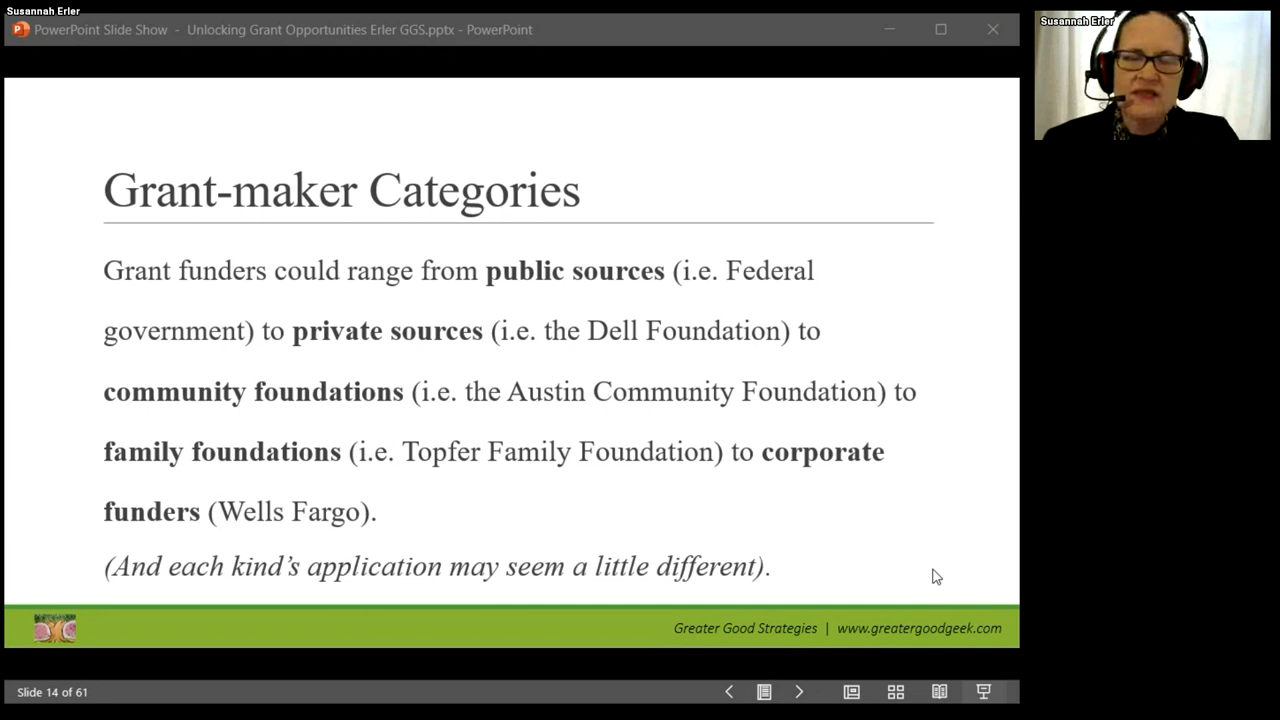 Susannah Erler
PowerPoint Slide Show - Unlocking Grant Opportunities Erler GGS.pptx - PowerPoint
Susannah Erler
Grant-maker Categories
Grant funders could range from public sources (i.e. Federal
government) to private sources (i.e. the Dell Foundation) to
community foundations (i.e. the Austin Community Foundation) to
family foundations (i.e. Topfer Family Foundation) to corporate
funders (Wells Fargo).
(And each kind’s application may seem a little different).
Greater Good Strategies | www.greatergoodgeek.com
Slide 14 of 61